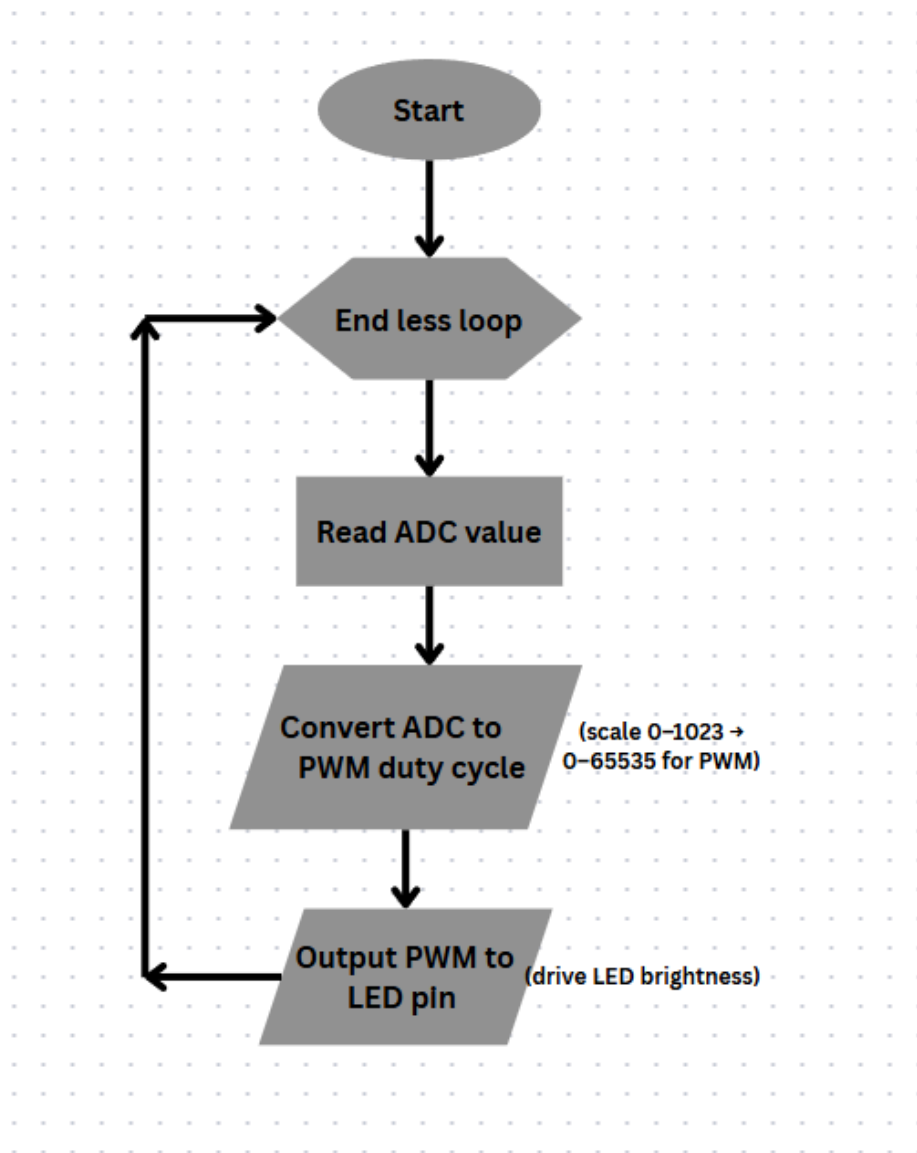 Start
End less loop
Read ADC value
Convert ADC to
PWM duty cycle
(scale 0–1023 →
0–65535 for PWM)
Output PWM to
LED pin
(drive LED brightness)